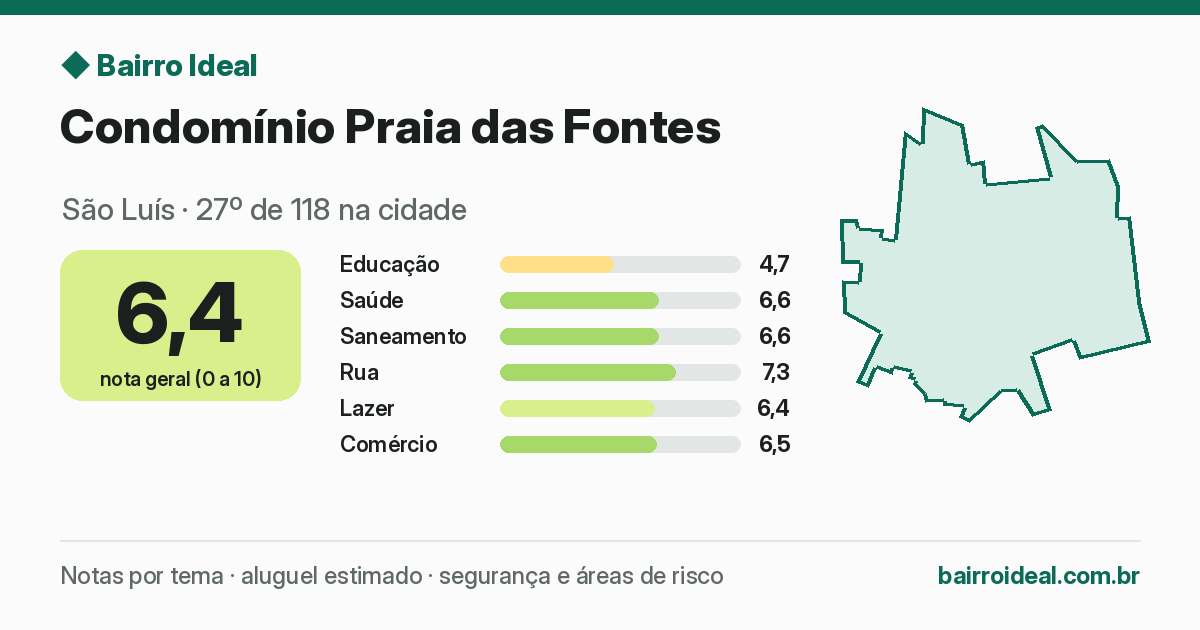 Bairro Ideal
Condomínio Praia das Fontes
São Luís · 27º de 118 na cidade
6,4
nota geral (0 a 10)
Educação 4,7
Saúde 6,6
Saneamento 6,6
Rua 7,3
Lazer 6,4
Comércio 6,5
Notas por tema · aluguel estimado · segurança e áreas de risco
bairroideal.com.br